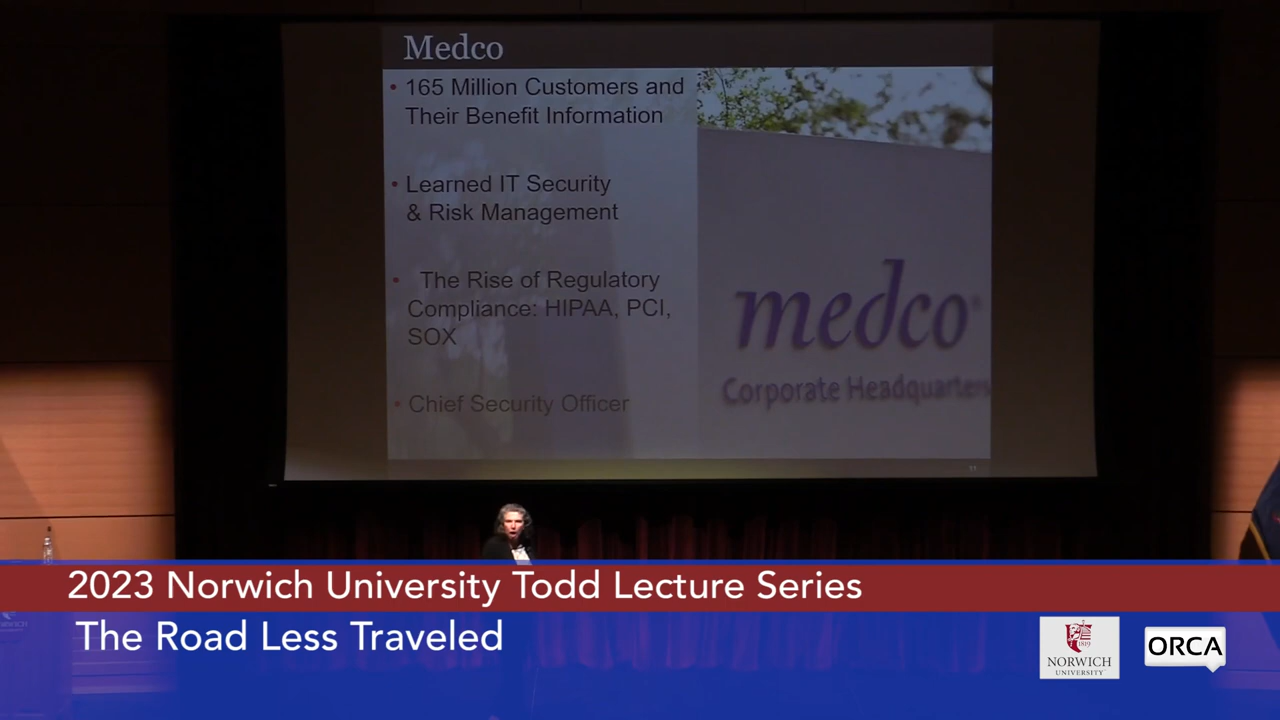 Medco
• 165 Million Customers and
Their Benefit Information
• Learned IT Security
& Risk Management
• The Rise of Regulatory
Compliance: HIPAA, PCI,
SOX
• Chief Security Officer
medco
Corporate Headquarters
2023 Norwich University Todd Lecture Series
The Road Less Traveled
1819
NORWICH
UNIVERSITY
ORCA